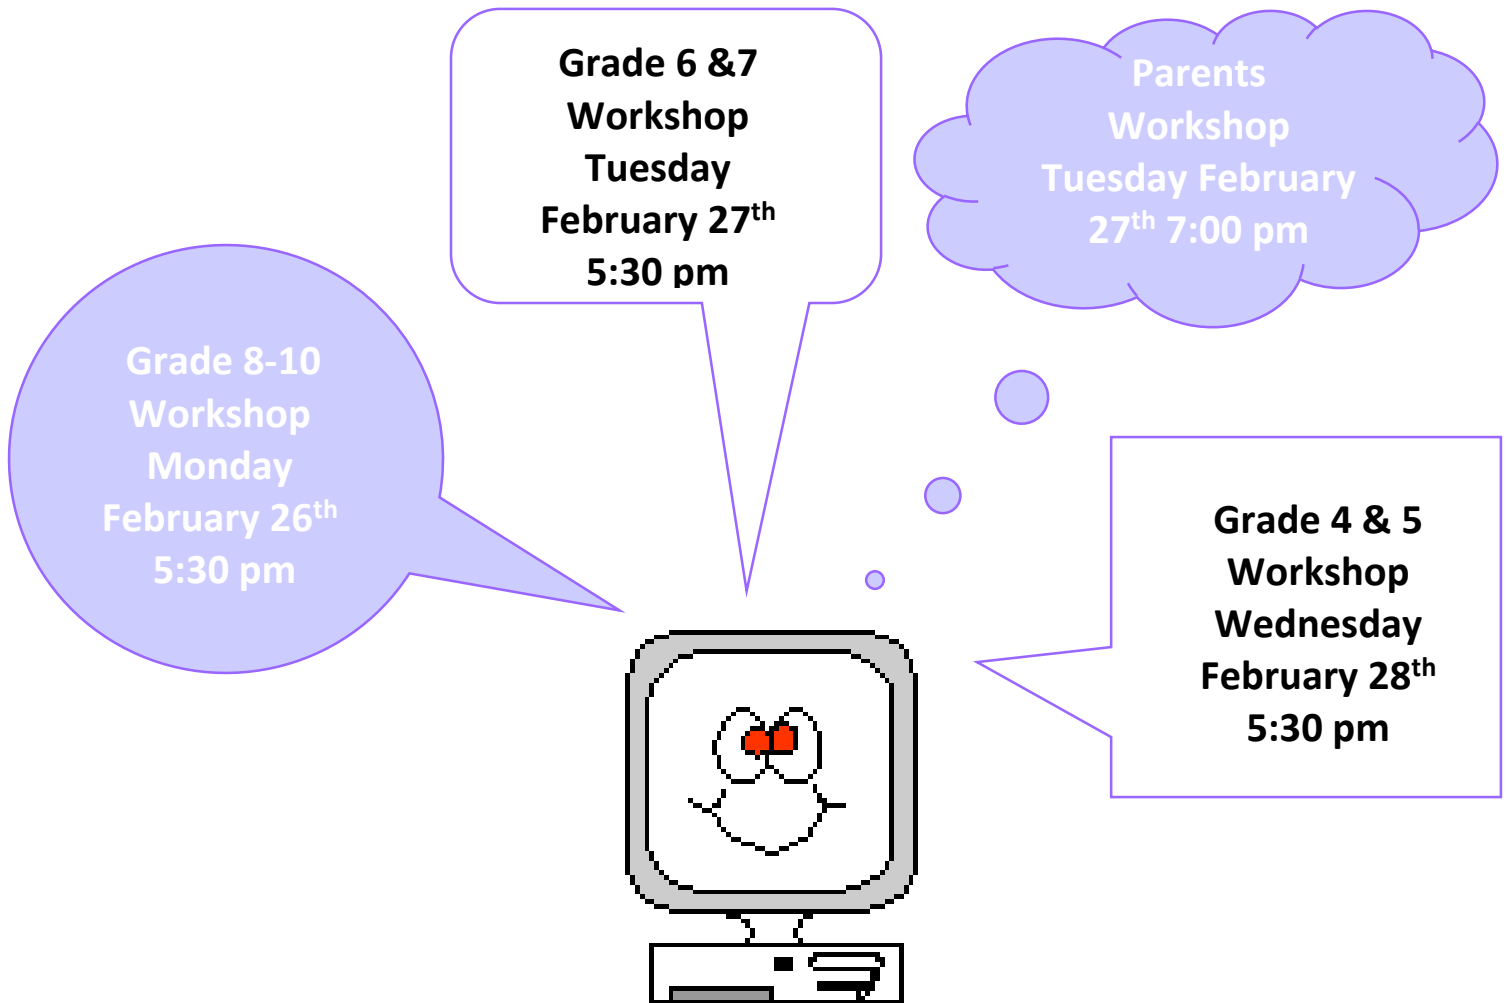 Grade 6 &7
Workshop
Tuesday
February 27th
5:30 pm
Parents
Workshop
Tuesday February
27th 7:00 pm
Grade 8-10
Workshop
Monday
February 26th
5:30 pm
Grade 4 & 5
Workshop
Wednesday
February 28th
5:30 pm